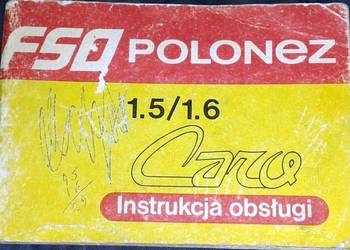 FSO POLONEZ
1.5/1.6
Caro
Instrukcja obsługi